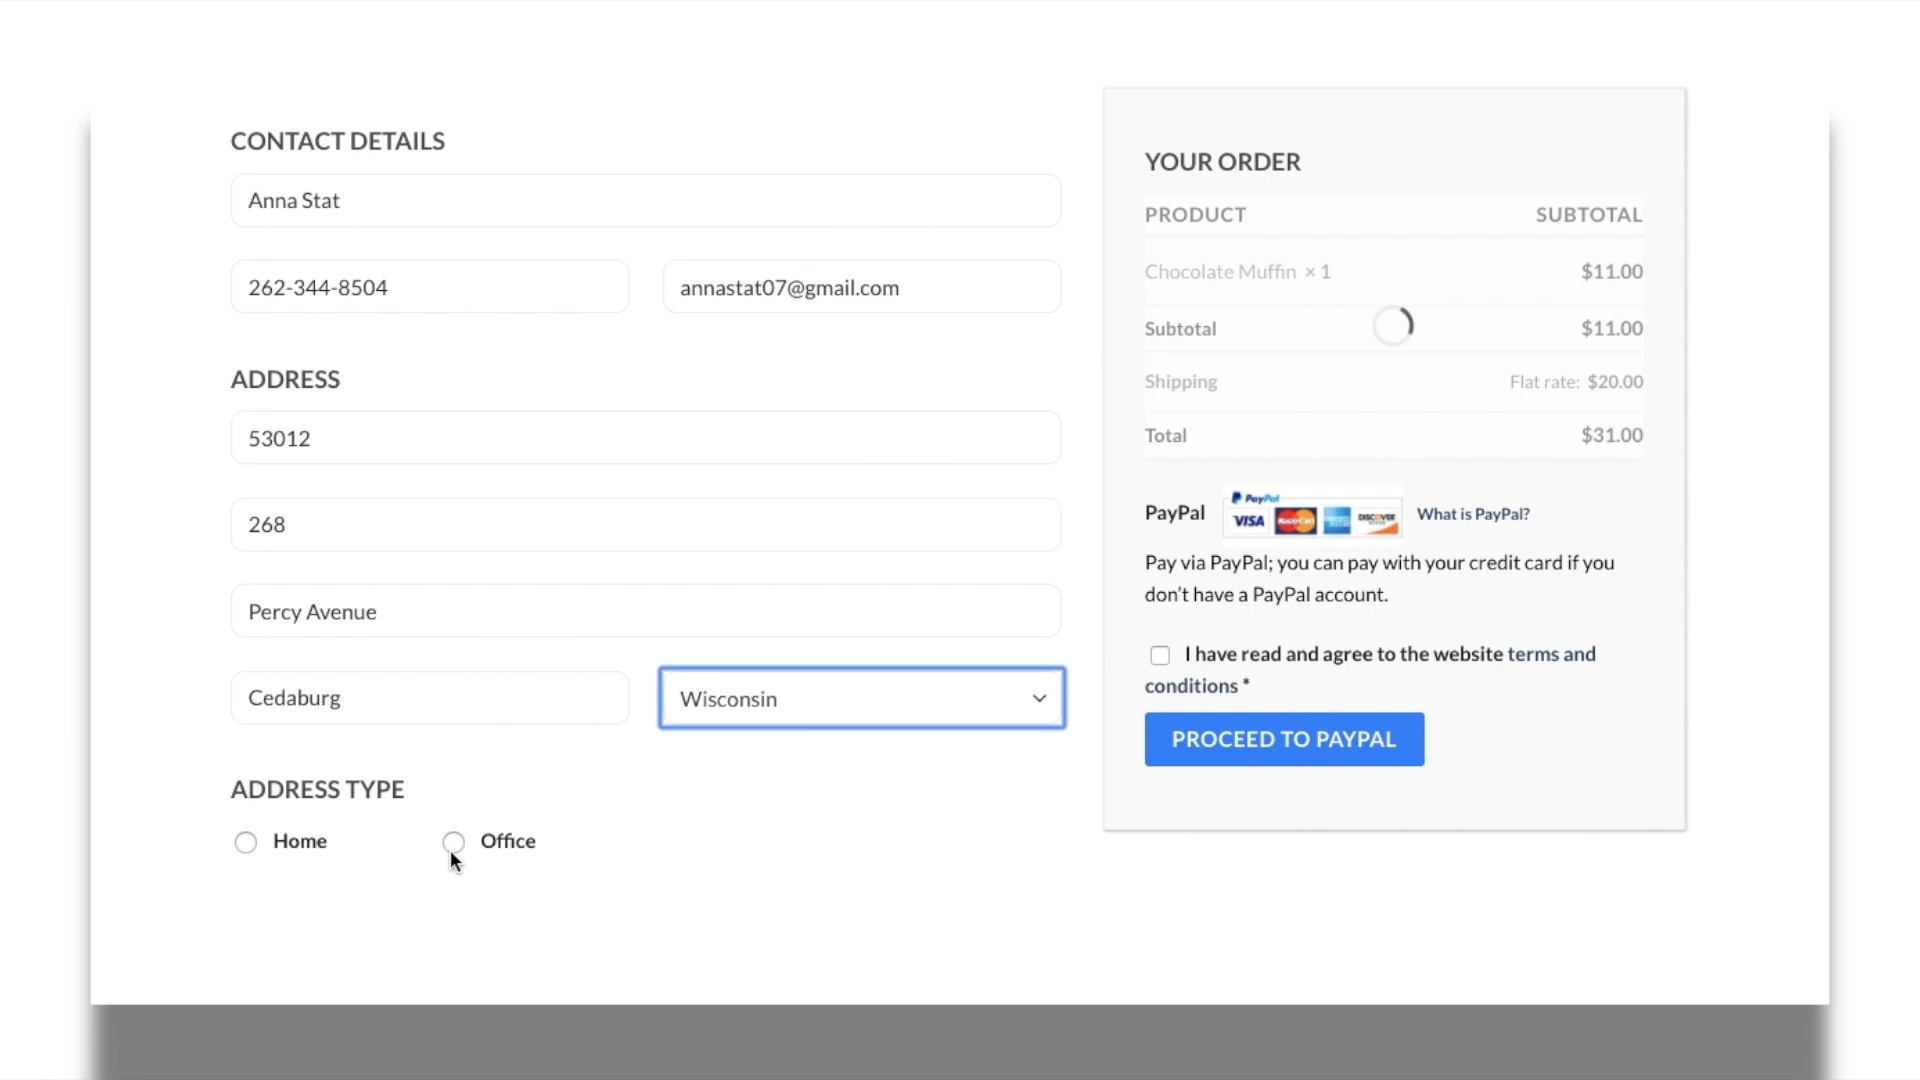 CONTACT DETAILS
Anna Stat
262-344-8504
annastat07@gmail.com
ADDRESS
53012
268
Percy Avenue
Cedaburg
Wisconsin
ADDRESS TYPE
Home
Office
YOUR ORDER
PRODUCT SUBTOTAL
Chocolate Muffin × 1 $11.00
Subtotal $11.00
Shipping Flat rate: $20.00
Total $31.00
PayPal
PayPal
VISA MasterCard DISCOVER
What is PayPal?
Pay via PayPal; you can pay with your credit card if you
don't have a PayPal account.
I have read and agree to the website terms and
conditions *
PROCEED TO PAYPAL